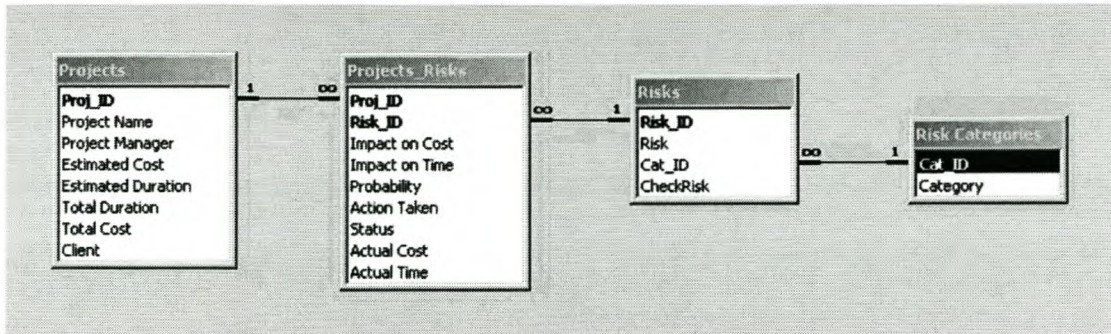 Projects
Proj_ID
Project Name
Project Manager
Estimated Cost
Estimated Duration
Total Duration
Total Cost
Client
1
∞
Projects_Risks
Proj_ID
Risk_ID
Impact on Cost
Impact on Time
Probability
Action Taken
Status
Actual Cost
Actual Time
∞
1
Risks
Risk_ID
Risk
Cat_ID
CheckRisk
∞
1
Risk Categories
Cat_ID
Category